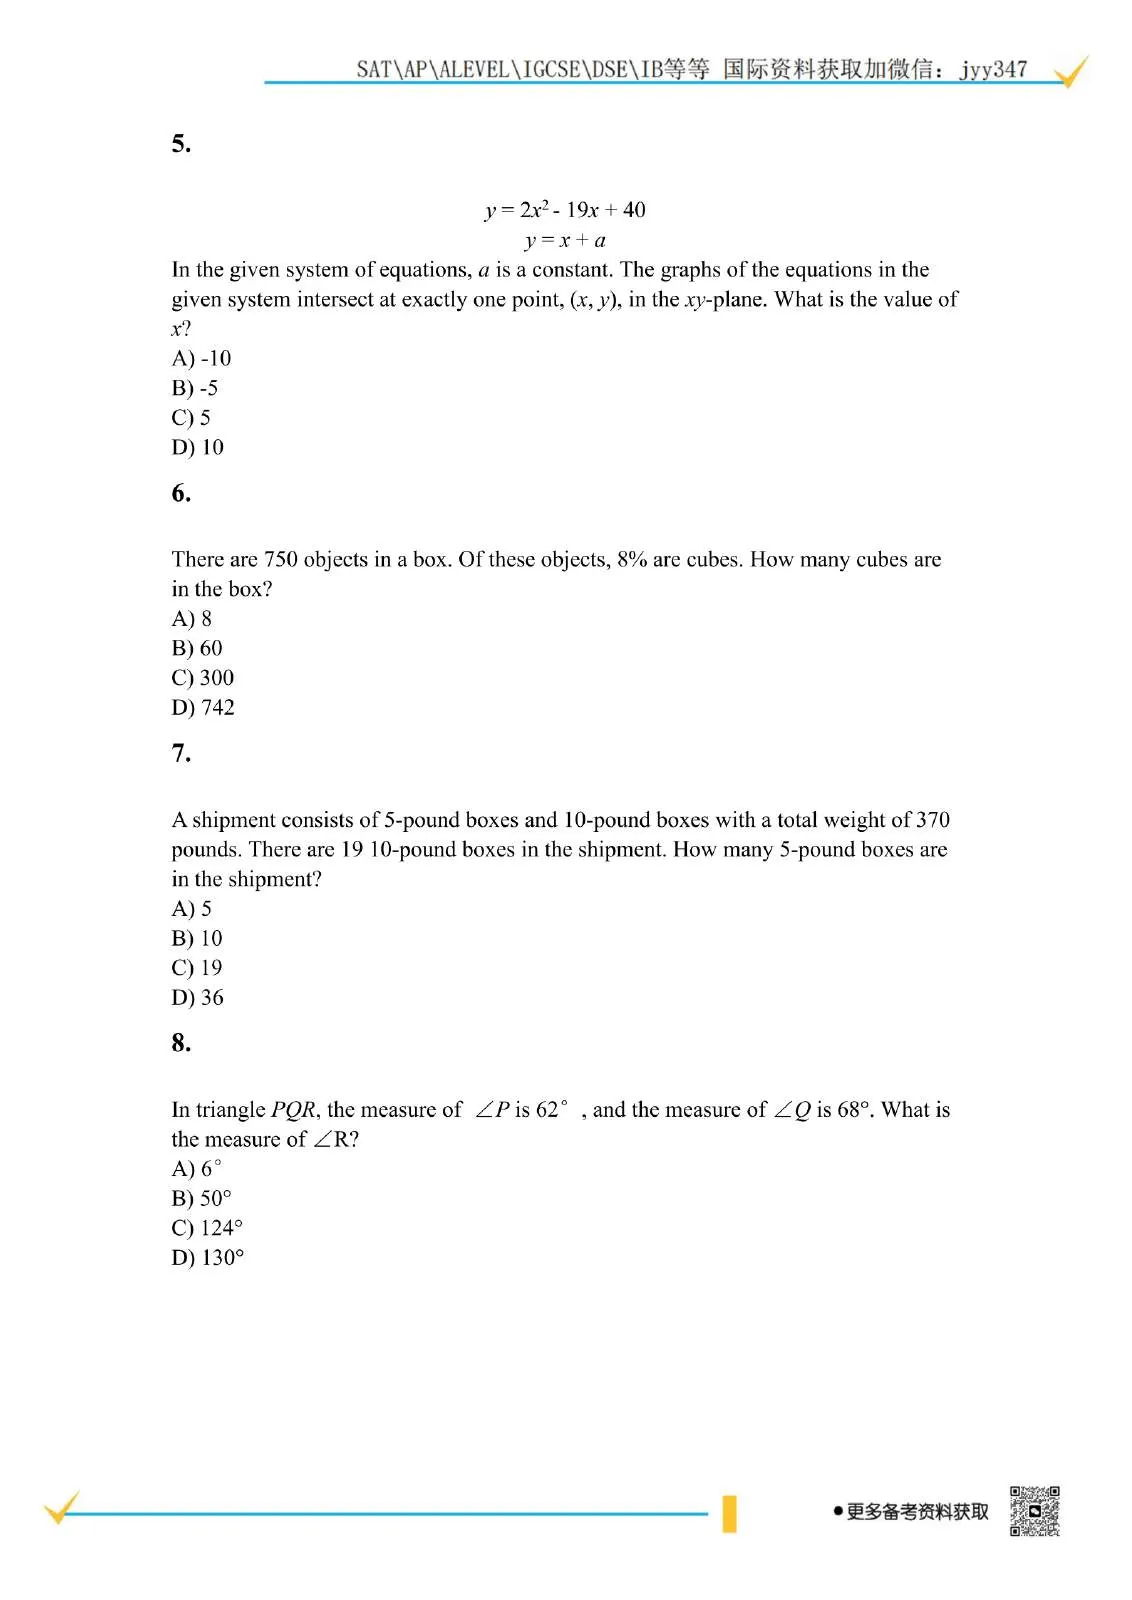 SAT\AP\ALEVEL\IGCSE\DSE\IB等等 国际资料获取加微信：jyy347
5.
y = 2x² - 19x + 40
y = x + a
In the given system of equations, a is a constant. The graphs of the equations in the
given system intersect at exactly one point, (x, y), in the xy-plane. What is the value of
x?
A) -10
B) -5
C) 5
D) 10
6.
There are 750 objects in a box. Of these objects, 8% are cubes. How many cubes are
in the box?
A) 8
B) 60
C) 300
D) 742
7.
A shipment consists of 5-pound boxes and 10-pound boxes with a total weight of 370
pounds. There are 19 10-pound boxes in the shipment. How many 5-pound boxes are
in the shipment?
A) 5
B) 10
C) 19
D) 36
8.
In triangle PQR, the measure of ∠P is 62°, and the measure of ∠Q is 68°. What is
the measure of ∠R?
A) 6°
B) 50°
C) 124°
D) 130°
●更多备考资料获取